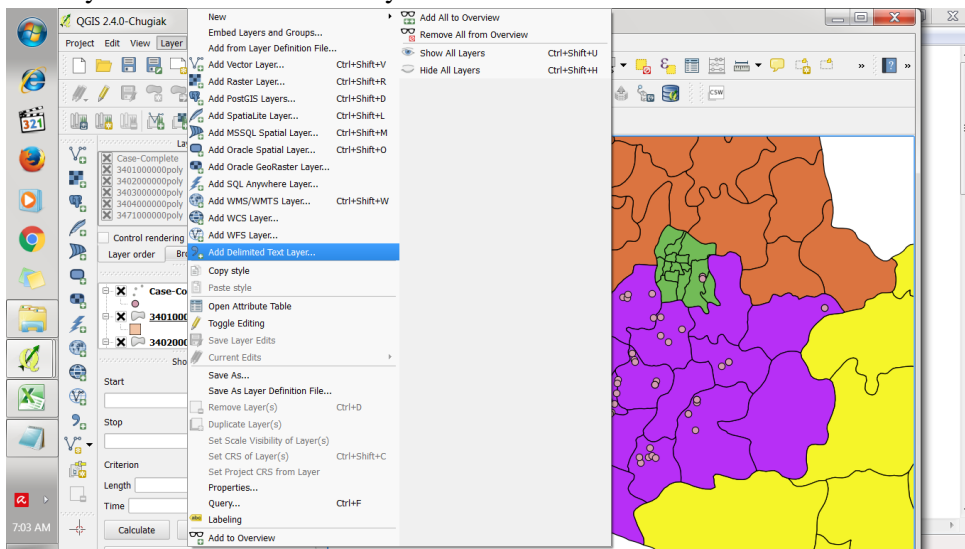 QGIS 2.4.0-Chugiak
Project Edit View Layer
Case-Complete
3401000000poly
3402000000poly
3403000000poly
3404000000poly
3471000000poly
Control rendering
Layer order
Case-Co
3401000
3402000
Start
Stop
Criterion
Length
Time
Calculate
321
7:03 AM
New
Embed Layers and Groups...
Add from Layer Definition File...
Add Vector Layer... Ctrl+Shift+V
Add Raster Layer... Ctrl+Shift+R
Add PostGIS Layers... Ctrl+Shift+D
Add SpatiaLite Layer... Ctrl+Shift+L
Add MSSQL Spatial Layer... Ctrl+Shift+M
Add Oracle Spatial Layer... Ctrl+Shift+O
Add Oracle GeoRaster Layer...
Add SQL Anywhere Layer...
Add WMS/WMTS Layer... Ctrl+Shift+W
Add WCS Layer...
Add WFS Layer...
Add Delimited Text Layer...
Copy style
Paste style
Open Attribute Table
Toggle Editing
Save Layer Edits
Current Edits
Save As...
Save As Layer Definition File...
Remove Layer(s) Ctrl+D
Duplicate Layer(s)
Set Scale Visibility of Layer(s)
Set CRS of Layer(s) Ctrl+Shift+C
Set Project CRS from Layer
Properties...
Query... Ctrl+F
abc Labeling
Add to Overview
Add All to Overview
Remove All from Overview
Show All Layers Ctrl+Shift+U
Hide All Layers Ctrl+Shift+H
CSW